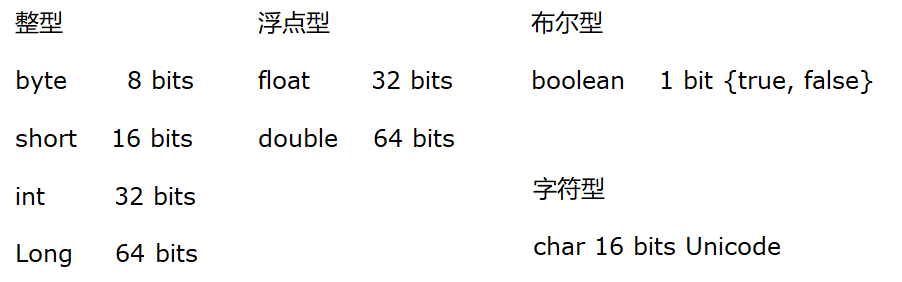 整型
byte 8 bits
short 16 bits
int 32 bits
Long 64 bits
浮点型
float 32 bits
double 64 bits
布尔型
boolean 1 bit {true, false}
字符型
char 16 bits Unicode